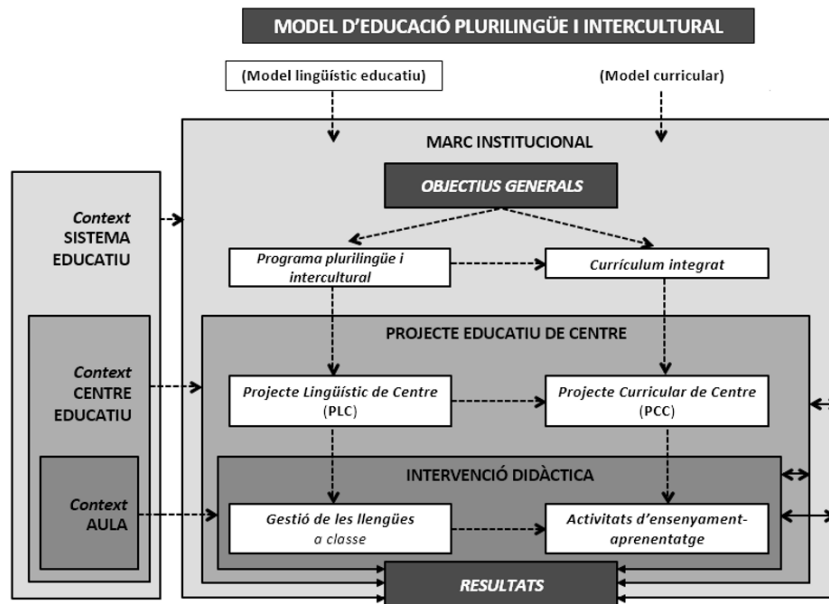 MODEL D’EDUCACIÓ PLURILINGÜE I INTERCULTURAL
(Model lingüístic educatiu)
(Model curricular)
MARC INSTITUCIONAL
OBJECTIUS GENERALS
Context
SISTEMA
EDUCATIU
Programa plurilingüe i
intercultural
Currículum integrat
PROJECTE EDUCATIU DE CENTRE
Context
CENTRE
EDUCATIU
Projecte Lingüístic de Centre
(PLC)
Projecte Curricular de Centre
(PCC)
INTERVENCIÓ DIDÀCTICA
Context
AULA
Gestió de les llengües
a classe
Activitats d’ensenyament-
aprenentatge
RESULTATS